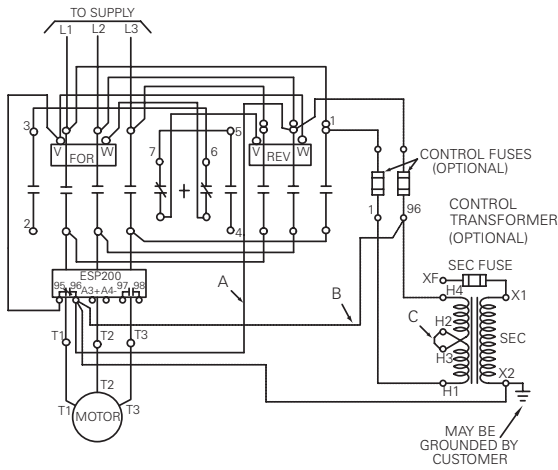 TO SUPPLY
L1 L2 L3
3
V FOR W
7
6
5
V REV W
1
CONTROL FUSES
(OPTIONAL)
2
4
1
96
CONTROL
TRANSFORMER
(OPTIONAL)
ESP200
95 96 A3+ A4- 97 98
A
B
C
SEC FUSE
XF
H4
X1
H2
H3
SEC
H1
X2
T1
T2
T3
T1
T2
T3
MOTOR
MAY BE
GROUNDED BY
CUSTOMER